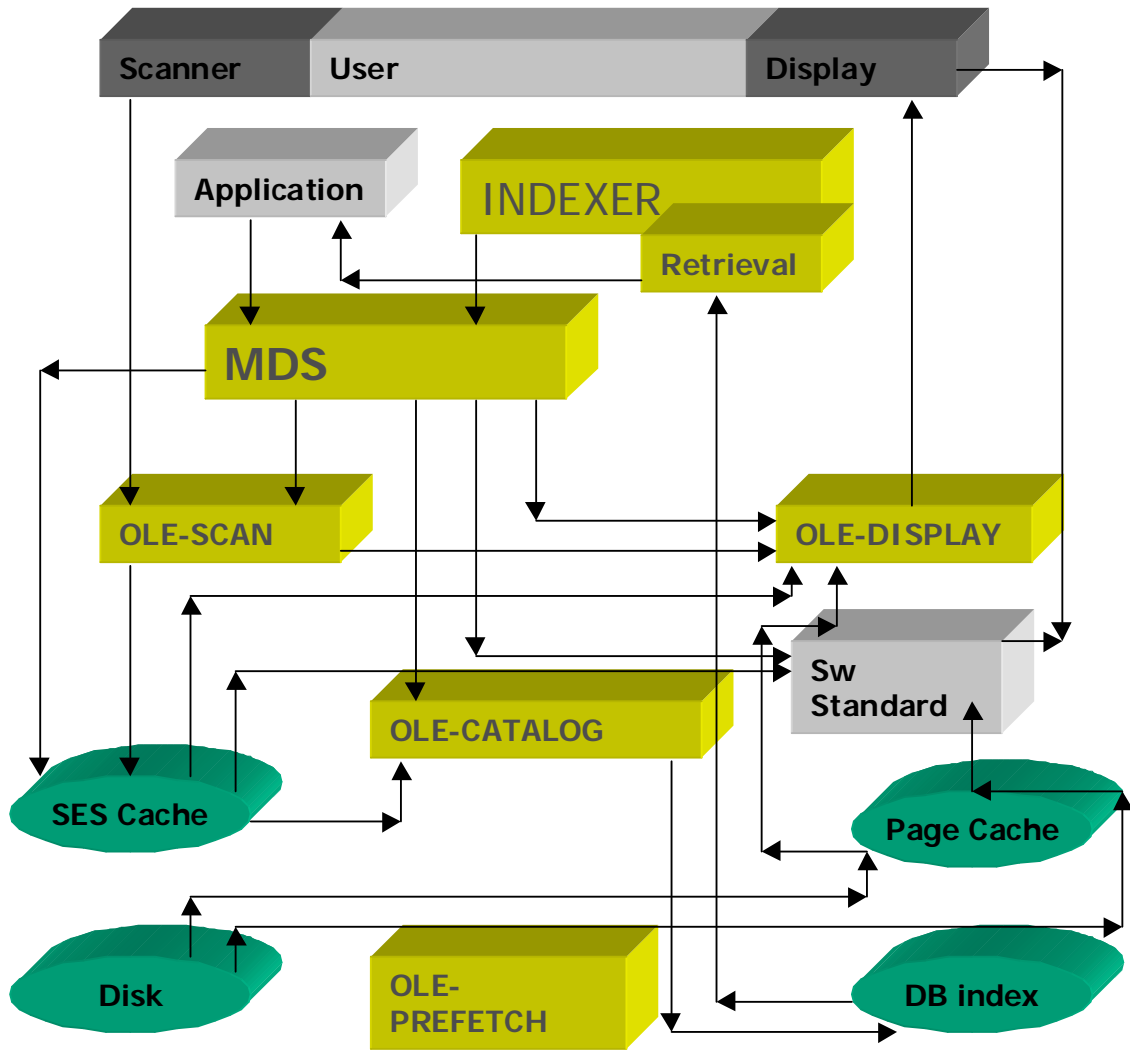 Scanner
User
Display
Application
INDEXER
Retrieval
MDS
OLE-SCAN
OLE-DISPLAY
Sw
Standard
OLE-CATALOG
SES Cache
Page Cache
Disk
OLE-
PREFETCH
DB index